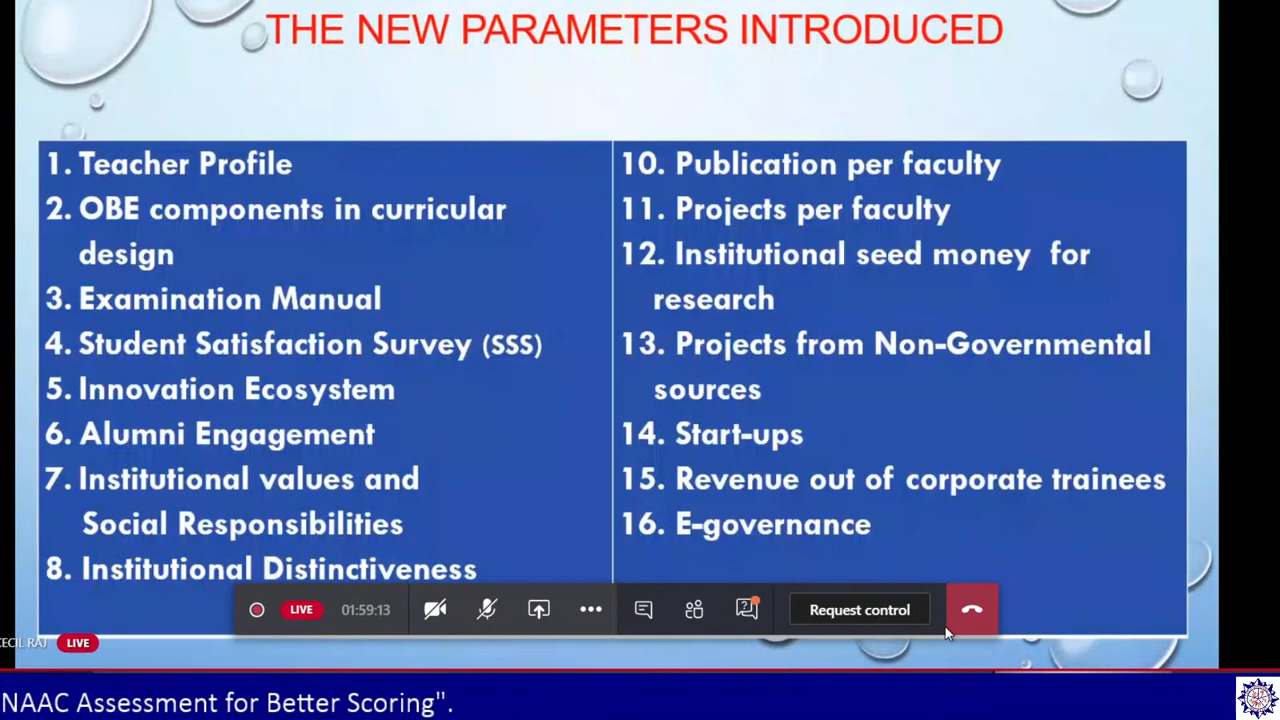 THE NEW PARAMETERS INTRODUCED
1. Teacher Profile
2. OBE components in curricular
design
3. Examination Manual
4. Student Satisfaction Survey (SSS)
5. Innovation Ecosystem
6. Alumni Engagement
7. Institutional values and
Social Responsibilities
8. Institutional Distinctiveness
10. Publication per faculty
11. Projects per faculty
12. Institutional seed money for
research
13. Projects from Non-Governmental
sources
14. Start-ups
15. Revenue out of corporate trainees
16. E-governance
LIVE 01:59:13 Request control
CECIL RAJ LIVE
NAAC Assessment for Better Scoring".